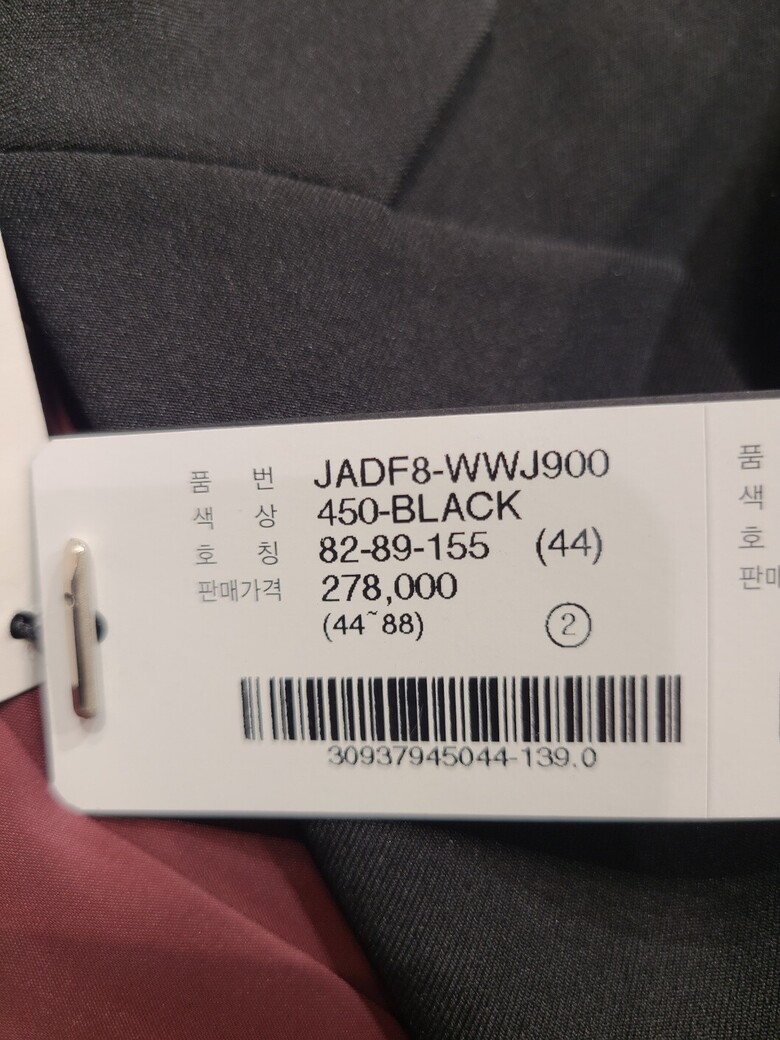 품 번 JADF8-WWJ900
색 상 450-BLACK
호 칭 82-89-155 (44)
판매가격 278,000
(44~88) ②
30937945044-139.0
품
색
호
판매